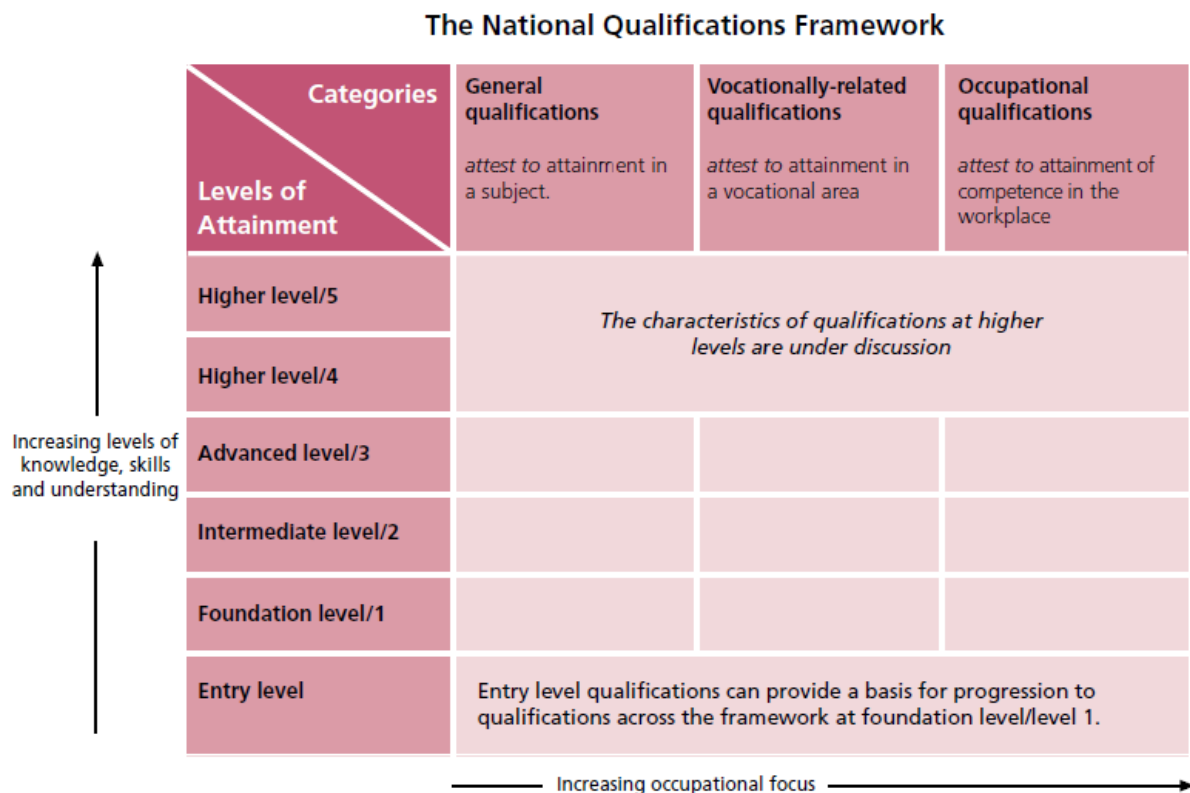 The National Qualifications Framework
Categories
Levels of
Attainment
General
qualifications
attest to attainment in
a subject.
Vocationally-related
qualifications
attest to attainment in
a vocational area
Occupational
qualifications
attest to attainment of
competence in the
workplace
Higher level/5
The characteristics of qualifications at higher
levels are under discussion
Higher level/4
Increasing levels of
knowledge, skills
and understanding
Advanced level/3
Intermediate level/2
Foundation level/1
Entry level
Entry level qualifications can provide a basis for progression to
qualifications across the framework at foundation level/level 1.
Increasing occupational focus